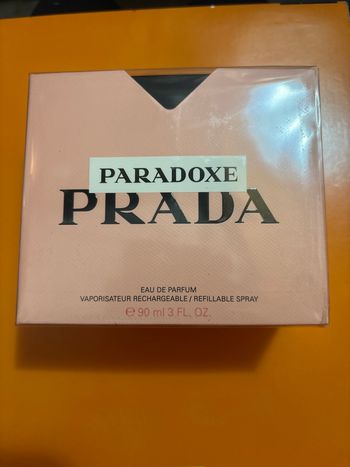 PARADOXE
PRADA
EAU DE PARFUM
VAPORISATEUR RECHARGEABLE / REFILLABLE SPRAY
℮ 90 ml 3 FL. OZ.